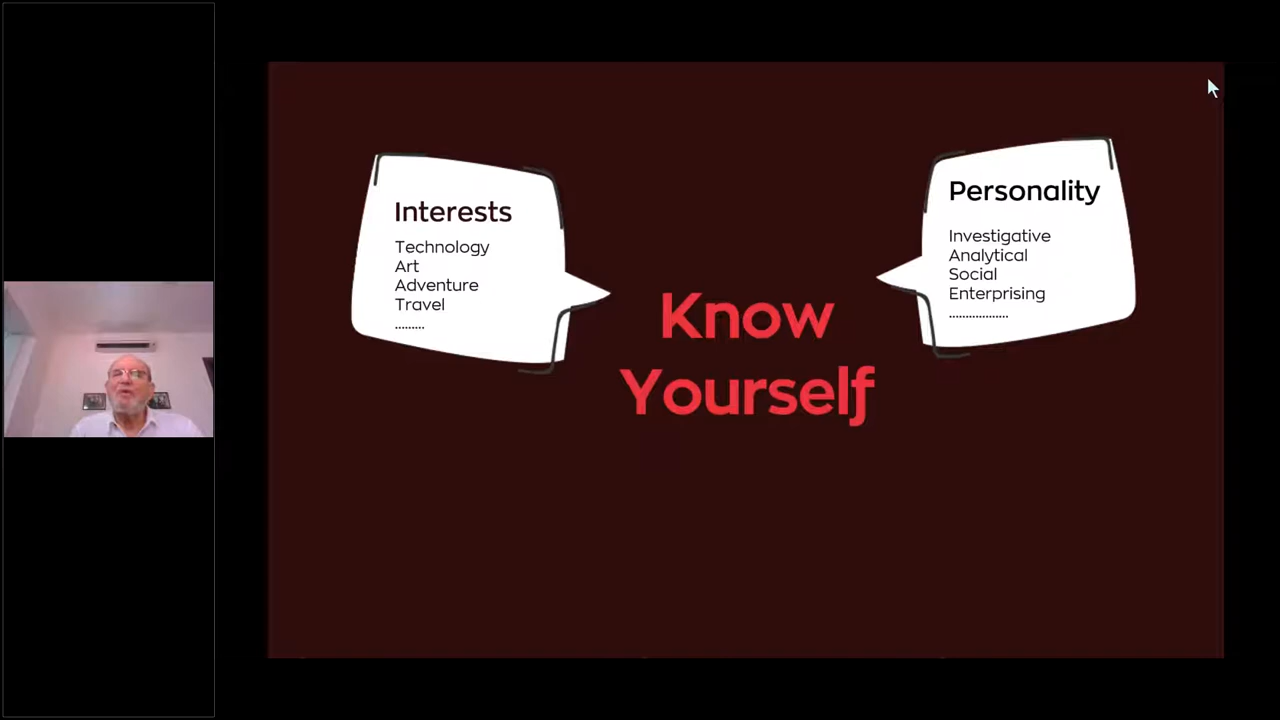 Interests
Technology
Art
Adventure
Travel
.........
Know
Yourself
Personality
Investigative
Analytical
Social
Enterprising
..................